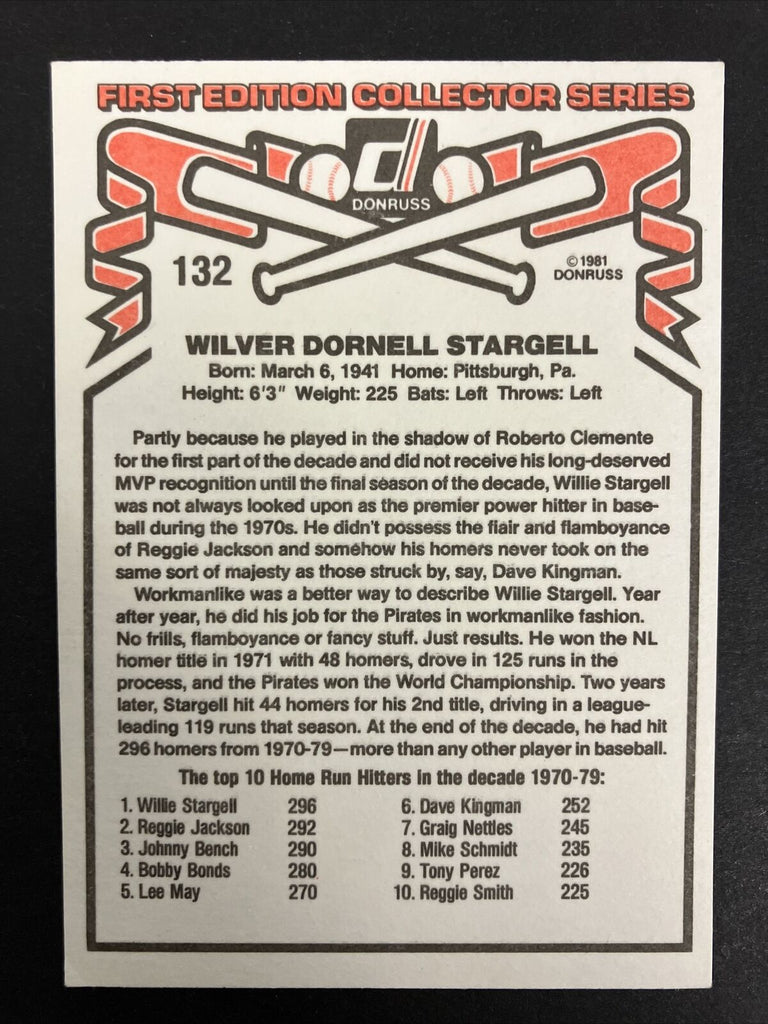 FIRST EDITION COLLECTOR SERIES
d
DONRUSS
132
©1981
DONRUSS
WILVER DORNELL STARGELL
Born: March 6, 1941 Home: Pittsburgh, Pa.
Height: 6'3" Weight: 225 Bats: Left Throws: Left
Partly because he played in the shadow of Roberto Clemente
for the first part of the decade and did not receive his long-deserved
MVP recognition until the final season of the decade, Willie Stargell
was not always looked upon as the premier power hitter in base-
ball during the 1970s. He didn't possess the flair and flamboyance
of Reggie Jackson and somehow his homers never took on the
same sort of majesty as those struck by, say, Dave Kingman.
Workmanlike was a better way to describe Willie Stargell. Year
after year, he did his job for the Pirates in workmanlike fashion.
No frills, flamboyance or fancy stuff. Just results. He won the NL
homer title in 1971 with 48 homers, drove in 125 runs in the
process, and the Pirates won the World Championship. Two years
later, Stargell hit 44 homers for his 2nd title, driving in a league-
leading 119 runs that season. At the end of the decade, he had hit
296 homers from 1970-79—more than any other player in baseball.
The top 10 Home Run Hitters in the decade 1970-79:
1. Willie Stargell 296 6. Dave Kingman 252
2. Reggie Jackson 292 7. Graig Nettles 245
3. Johnny Bench 290 8. Mike Schmidt 235
4. Bobby Bonds 280 9. Tony Perez 226
5. Lee May 270 10. Reggie Smith 225